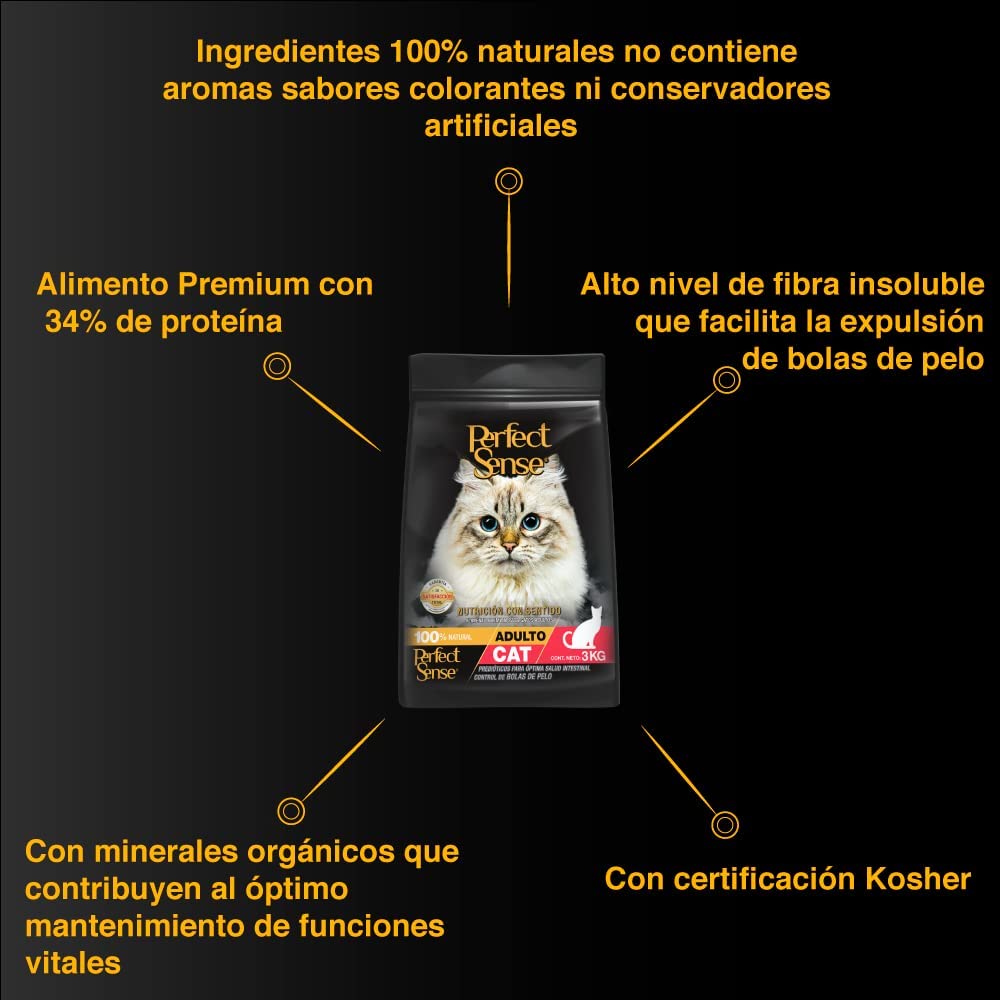 Ingredientes 100% naturales no contiene
aromas sabores colorantes ni conservadores
artificiales
Alimento Premium con
34% de proteína
Alto nivel de fibra insoluble
que facilita la expulsión
de bolas de pelo
Perfect
Sense®
SATISFACCIÓN
NUTRICIÓN CON SENTIDO
100% NATURAL
ADULTO
Perfect
Sense®
CAT
CONT. NETO: 3KG
PREBIÓTICOS PARA ÓPTIMA SALUD INTESTINAL
CONTROL DE BOLAS DE PELO
Con minerales orgánicos que
contribuyen al óptimo
mantenimiento de funciones
vitales
Con certificación Kosher